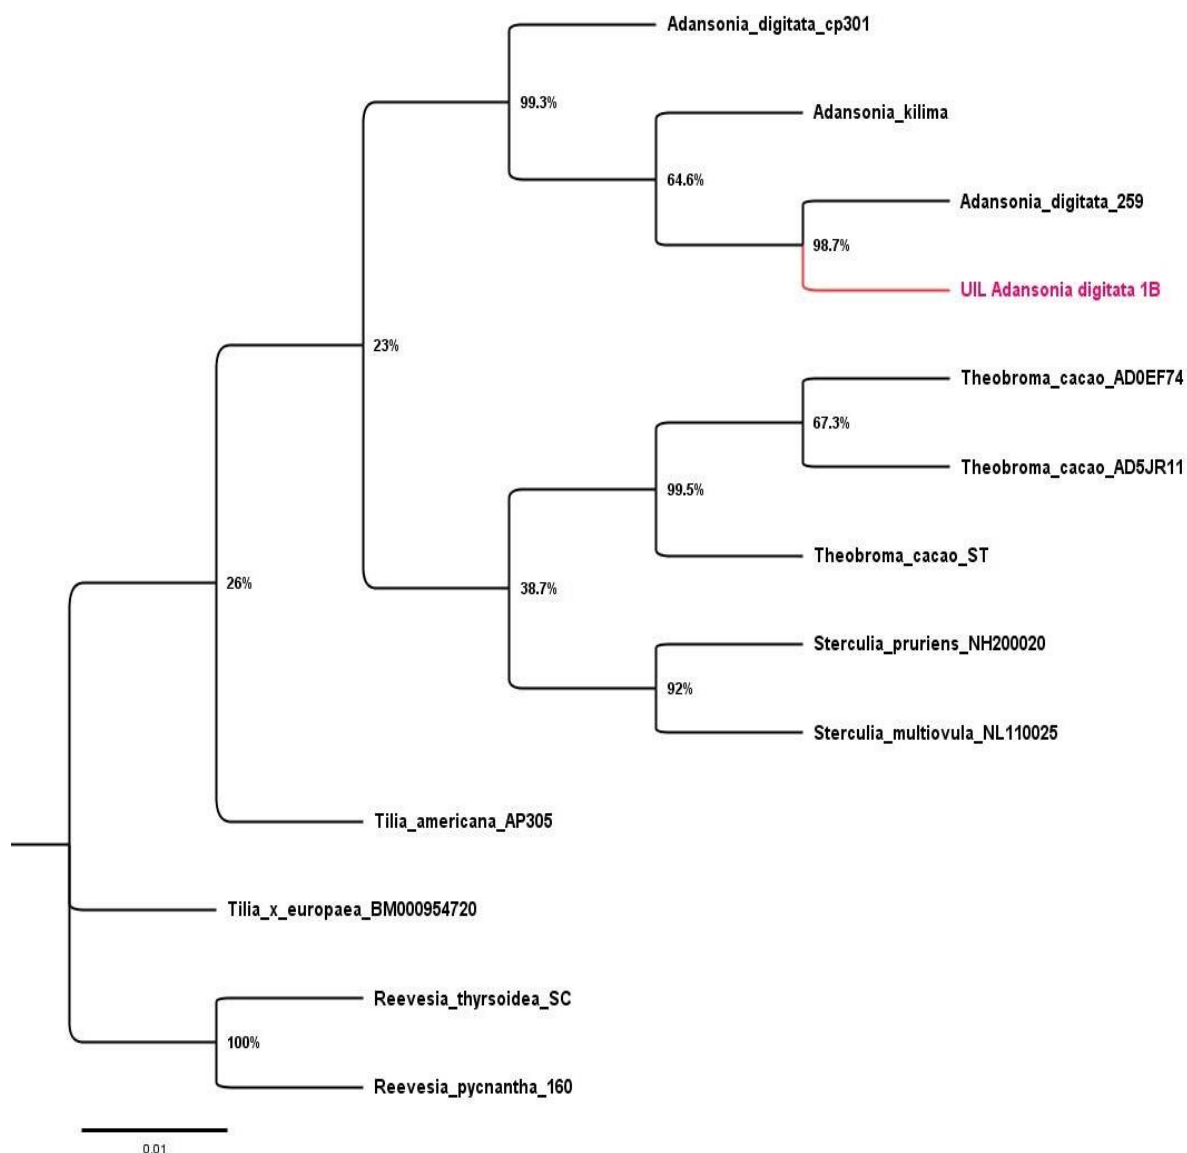 Adansonia_digitata_cp301
99.3%
Adansonia_kilima
64.6%
Adansonia_digitata_259
98.7%
UIL Adansonia digitata 1B
23%
Theobroma_cacao_AD0EF74
67.3%
Theobroma_cacao_AD5JR11
99.5%
Theobroma_cacao_ST
26%
38.7%
Sterculia_pruriens_NH200020
92%
Sterculia_multiovula_NL110025
Tilia_americana_AP305
Tilia_x_europaea_BM000954720
Reevesia_thyrsoidea_SC
100%
Reevesia_pycnantha_160
0.01